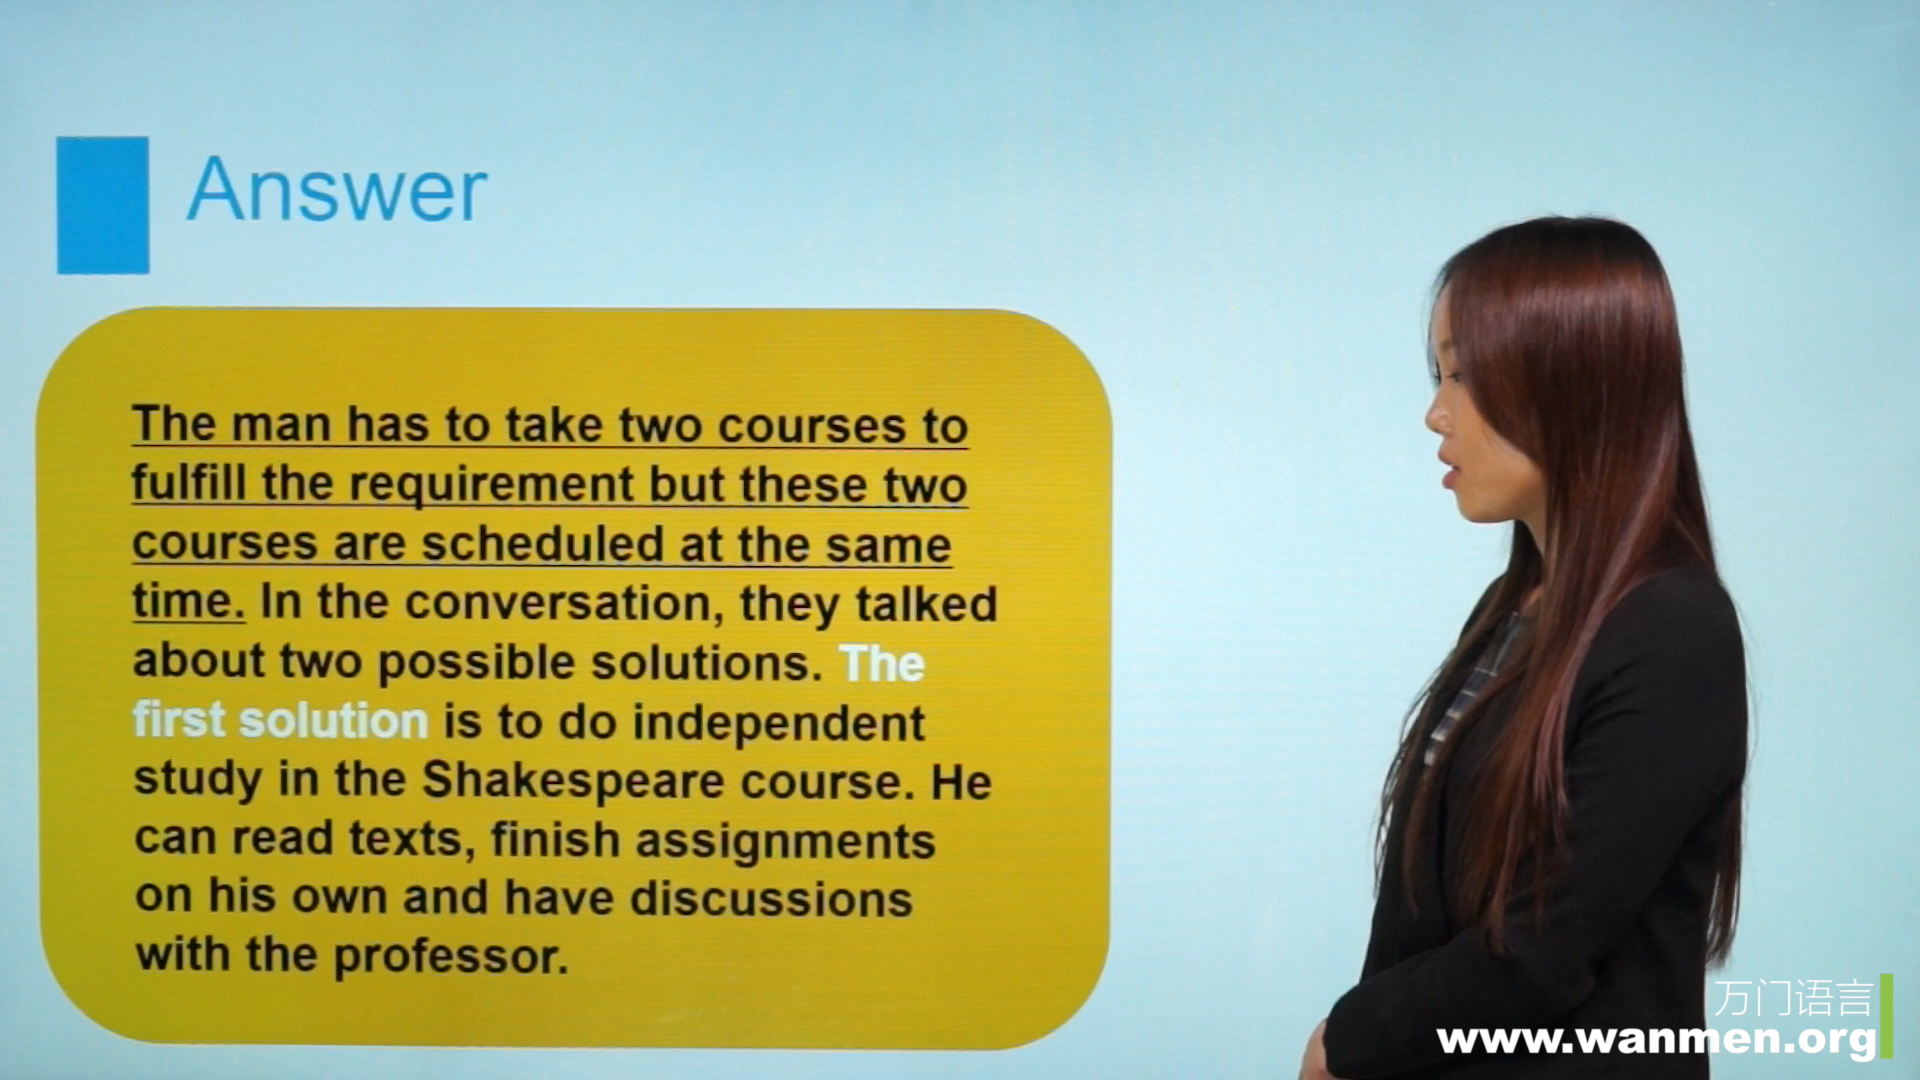 Answer
The man has to take two courses to
fulfill the requirement but these two
courses are scheduled at the same
time. In the conversation, they talked
about two possible solutions. The
first solution is to do independent
study in the Shakespeare course. He
can read texts, finish assignments
on his own and have discussions
with the professor.
万门语言
www.wanmen.org